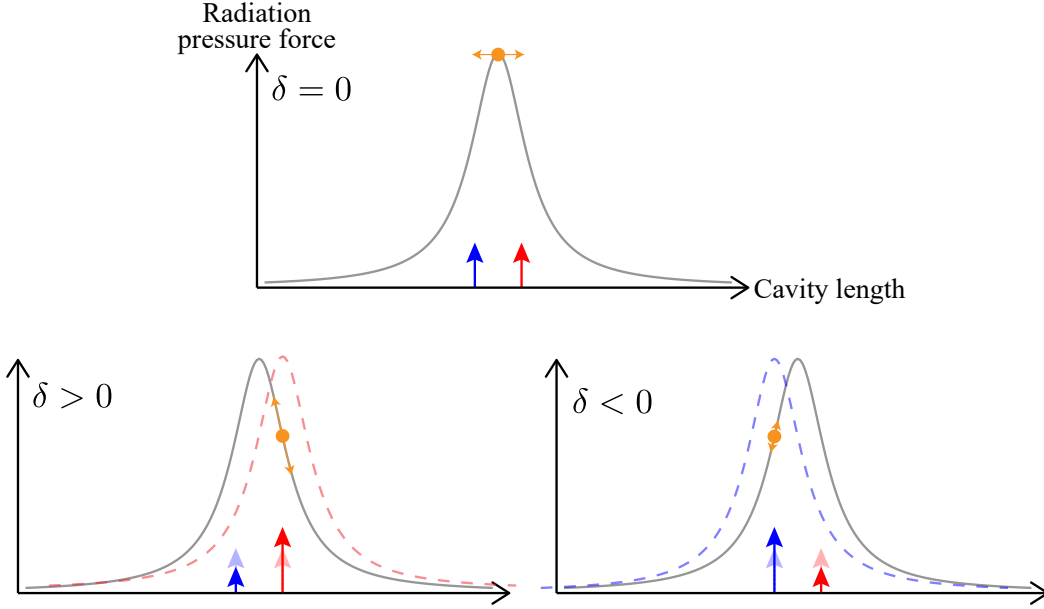 Radiation
pressure force
δ = 0
Cavity length
δ > 0
δ < 0